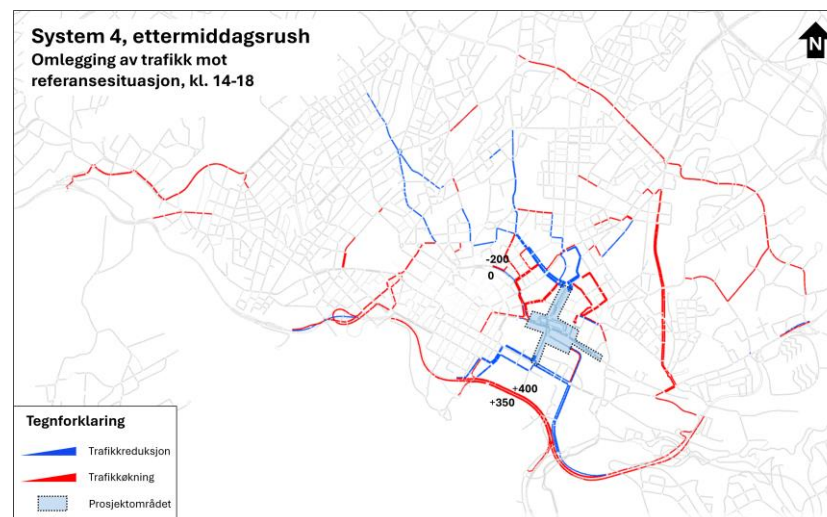 System 4, ettermiddagsrush
Omlegging av trafikk mot
referansesituasjon, kl. 14-18
N
-200
0
+400
+350
Tegnforklaring
Trafikkreduksjon
Trafikkøkning
Prosjektområdet